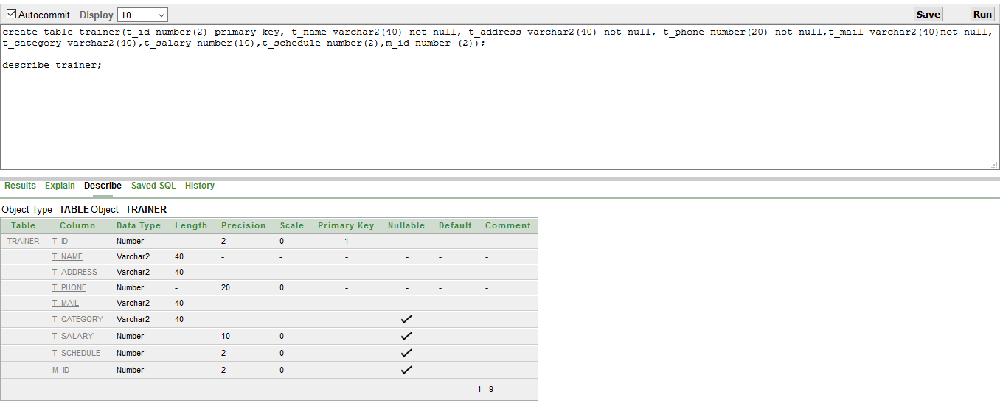 Autocommit Display 10 Save Run
create table trainer(t_id number(2) primary key, t_name varchar2(40) not null, t_address varchar2(40) not null, t_phone number(20) not null,t_mail varchar2(40)not null,
t_category varchar2(40),t_salary number(10),t_schedule number(2),m_id number (2));
describe trainer;
Results Explain Describe Saved SQL History
Object Type TABLE Object TRAINER
Table Column Data Type Length Precision Scale Primary Key Nullable Default Comment
TRAINER T_ID Number - 2 0 1 - - -
T_NAME Varchar2 40 - - - - - -
T_ADDRESS Varchar2 40 - - - - - -
T_PHONE Number - 20 0 - - - -
T_MAIL Varchar2 40 - - - - - -
T_CATEGORY Varchar2 40 - - - ✓ - -
T_SALARY Number - 10 0 - ✓ - -
T_SCHEDULE Number - 2 0 - ✓ - -
M_ID Number - 2 0 - ✓ - -
1 - 9